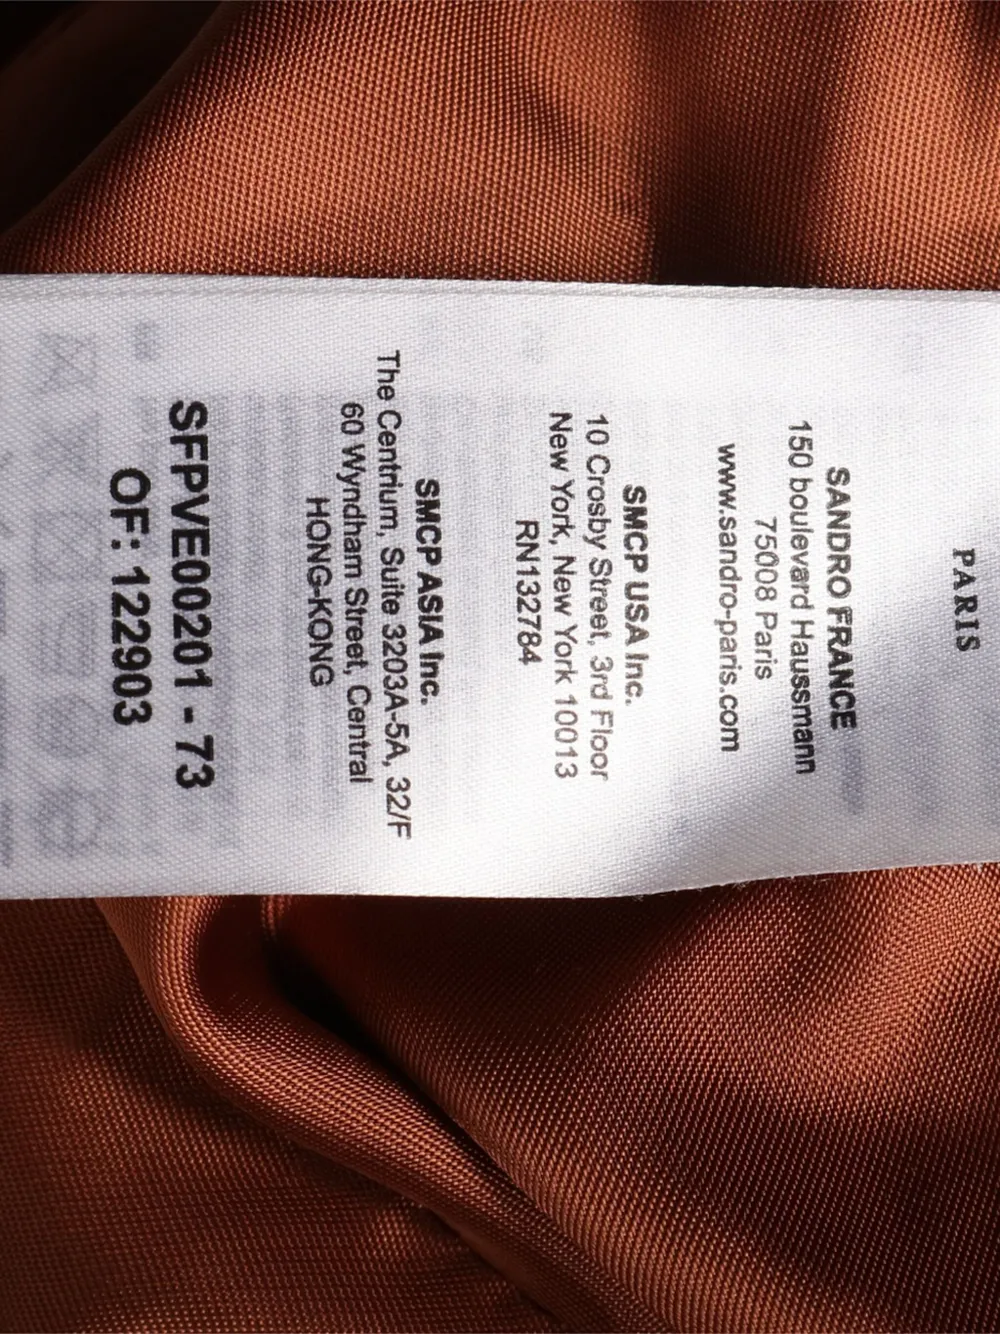 PARIS
SANDRO FRANCE
150 boulevard Haussmann
75008 Paris
www.sandro-paris.com
SMCP USA Inc.
10 Crosby Street, 3rd Floor
New York, New York 10013
RN132784
SMCP ASIA Inc.
The Centrium, Suite 3203A-5A, 32/F
60 Wyndham Street, Central
HONG-KONG
SFPVE00201 - 73
OF: 122903